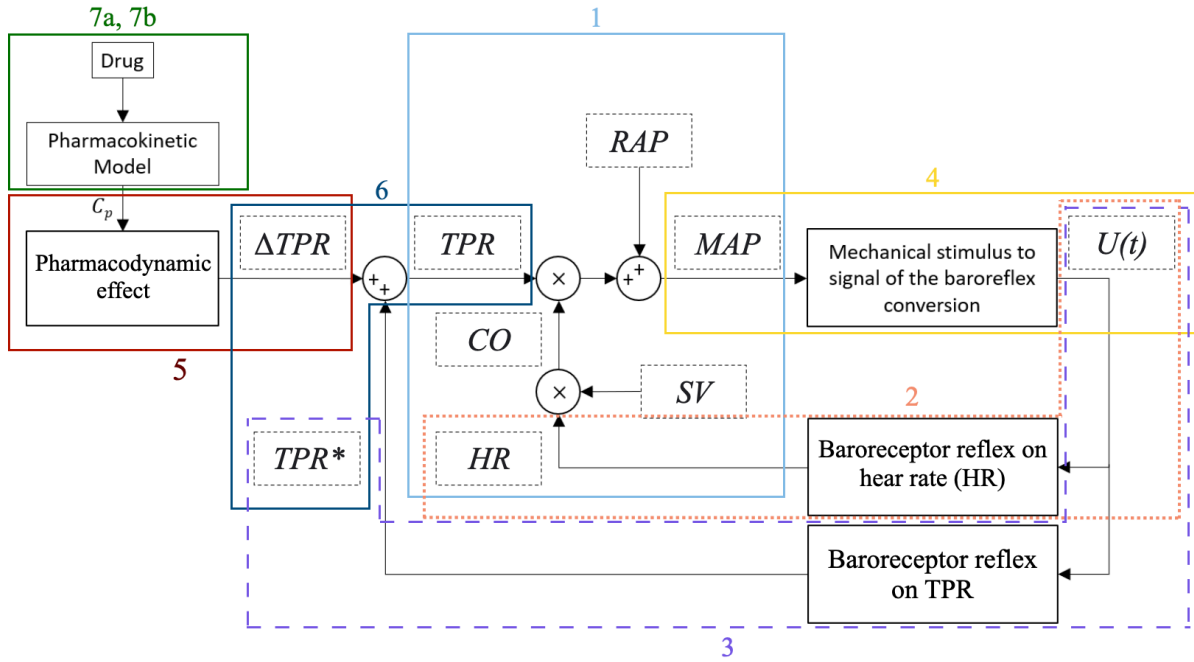 7a, 7b
1
Drug
Pharmacokinetic
Model
RAP
C_p
6
4
ΔTPR
TPR
MAP
Mechanical stimulus to
signal of the baroreflex
conversion
U(t)
Pharmacodynamic
effect
+
+
×
+
+
5
CO
×
SV
2
TPR*
HR
Baroreceptor reflex on
hear rate (HR)
Baroreceptor reflex
on TPR
3